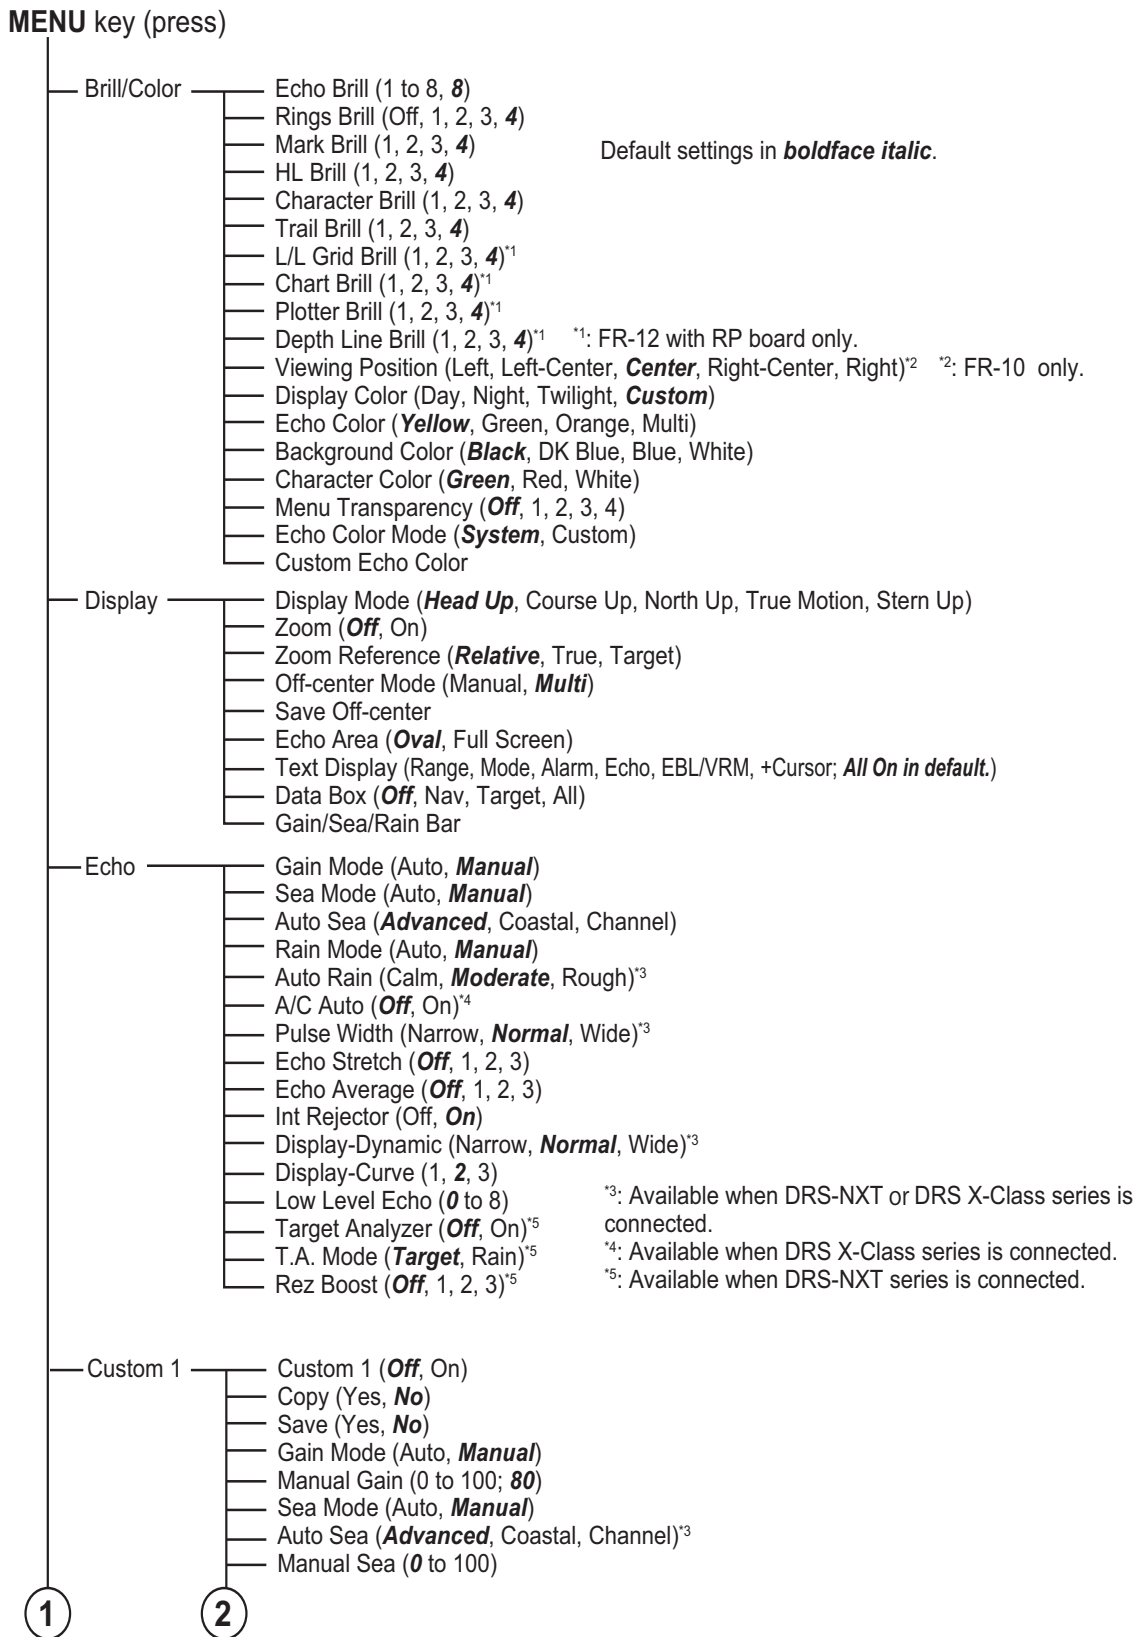 MENU key (press)
Brill/Color
Echo Brill (1 to 8, 8)
Rings Brill (Off, 1, 2, 3, 4)
Mark Brill (1, 2, 3, 4)
Default settings in boldface italic.
HL Brill (1, 2, 3, 4)
Character Brill (1, 2, 3, 4)
Trail Brill (1, 2, 3, 4)
L/L Grid Brill (1, 2, 3, 4)*1
Chart Brill (1, 2, 3, 4)*1
Plotter Brill (1, 2, 3, 4)*1
Depth Line Brill (1, 2, 3, 4)*1 *1: FR-12 with RP board only.
Viewing Position (Left, Left-Center, Center, Right-Center, Right)*2 *2: FR-10 only.
Display Color (Day, Night, Twilight, Custom)
Echo Color (Yellow, Green, Orange, Multi)
Background Color (Black, DK Blue, Blue, White)
Character Color (Green, Red, White)
Menu Transparency (Off, 1, 2, 3, 4)
Echo Color Mode (System, Custom)
Custom Echo Color
Display
Display Mode (Head Up, Course Up, North Up, True Motion, Stern Up)
Zoom (Off, On)
Zoom Reference (Relative, True, Target)
Off-center Mode (Manual, Multi)
Save Off-center
Echo Area (Oval, Full Screen)
Text Display (Range, Mode, Alarm, Echo, EBL/VRM, +Cursor; All On in default.)
Data Box (Off, Nav, Target, All)
Gain/Sea/Rain Bar
Echo
Gain Mode (Auto, Manual)
Sea Mode (Auto, Manual)
Auto Sea (Advanced, Coastal, Channel)
Rain Mode (Auto, Manual)
Auto Rain (Calm, Moderate, Rough)*3
A/C Auto (Off, On)*4
Pulse Width (Narrow, Normal, Wide)*3
Echo Stretch (Off, 1, 2, 3)
Echo Average (Off, 1, 2, 3)
Int Rejector (Off, On)
Display-Dynamic (Narrow, Normal, Wide)*3
Display-Curve (1, 2, 3)
Low Level Echo (0 to 8)
Target Analyzer (Off, On)*5
T.A. Mode (Target, Rain)*5
Rez Boost (Off, 1, 2, 3)*5
*3: Available when DRS-NXT or DRS X-Class series is
connected.
*4: Available when DRS X-Class series is connected.
*5: Available when DRS-NXT series is connected.
Custom 1
Custom 1 (Off, On)
Copy (Yes, No)
Save (Yes, No)
Gain Mode (Auto, Manual)
Manual Gain (0 to 100; 80)
Sea Mode (Auto, Manual)
Auto Sea (Advanced, Coastal, Channel)*3
Manual Sea (0 to 100)
1
2